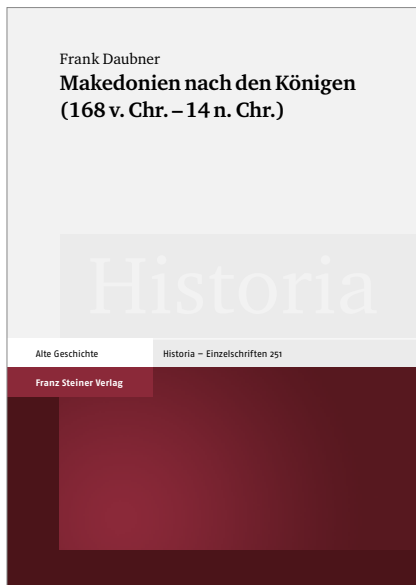 Frank Daubner
Makedonien nach den Königen
(168 v. Chr. – 14 n. Chr.)
Historia
Alte Geschichte
Historia – Einzelschriften 251
Franz Steiner Verlag